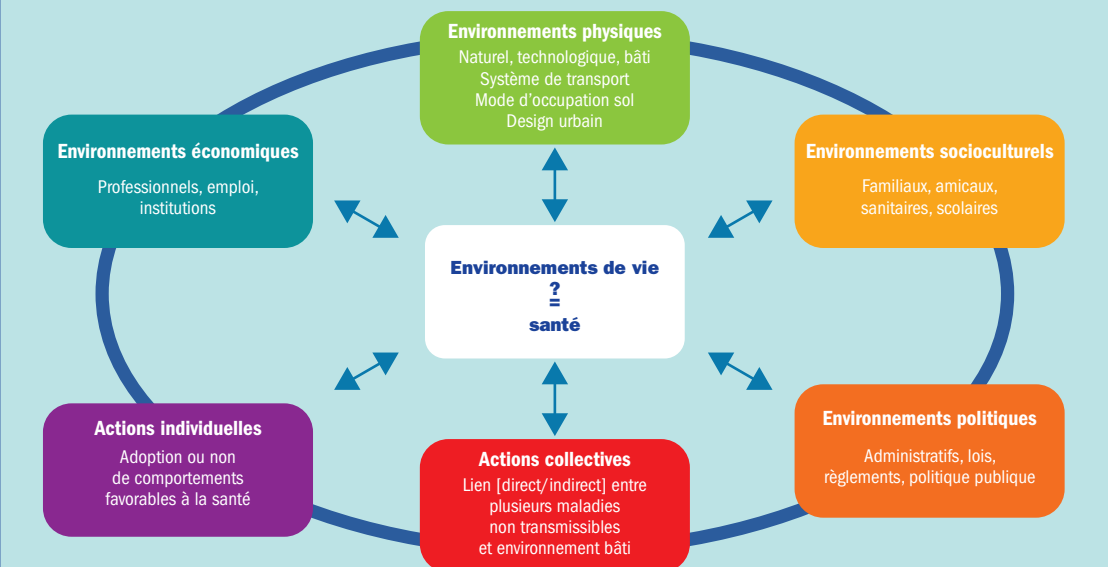 Environnements physiques
Naturel, technologique, bâti
Système de transport
Mode d'occupation sol
Design urbain
Environnements économiques
Professionnels, emploi,
institutions
Environnements socioculturels
Familiaux, amicaux,
sanitaires, scolaires
Environnements de vie
?
=
santé
Actions individuelles
Adoption ou non
de comportements
favorables à la santé
Actions collectives
Lien [direct/indirect] entre
plusieurs maladies
non transmissibles
et environnement bâti
Environnements politiques
Administratifs, lois,
règlements, politique publique